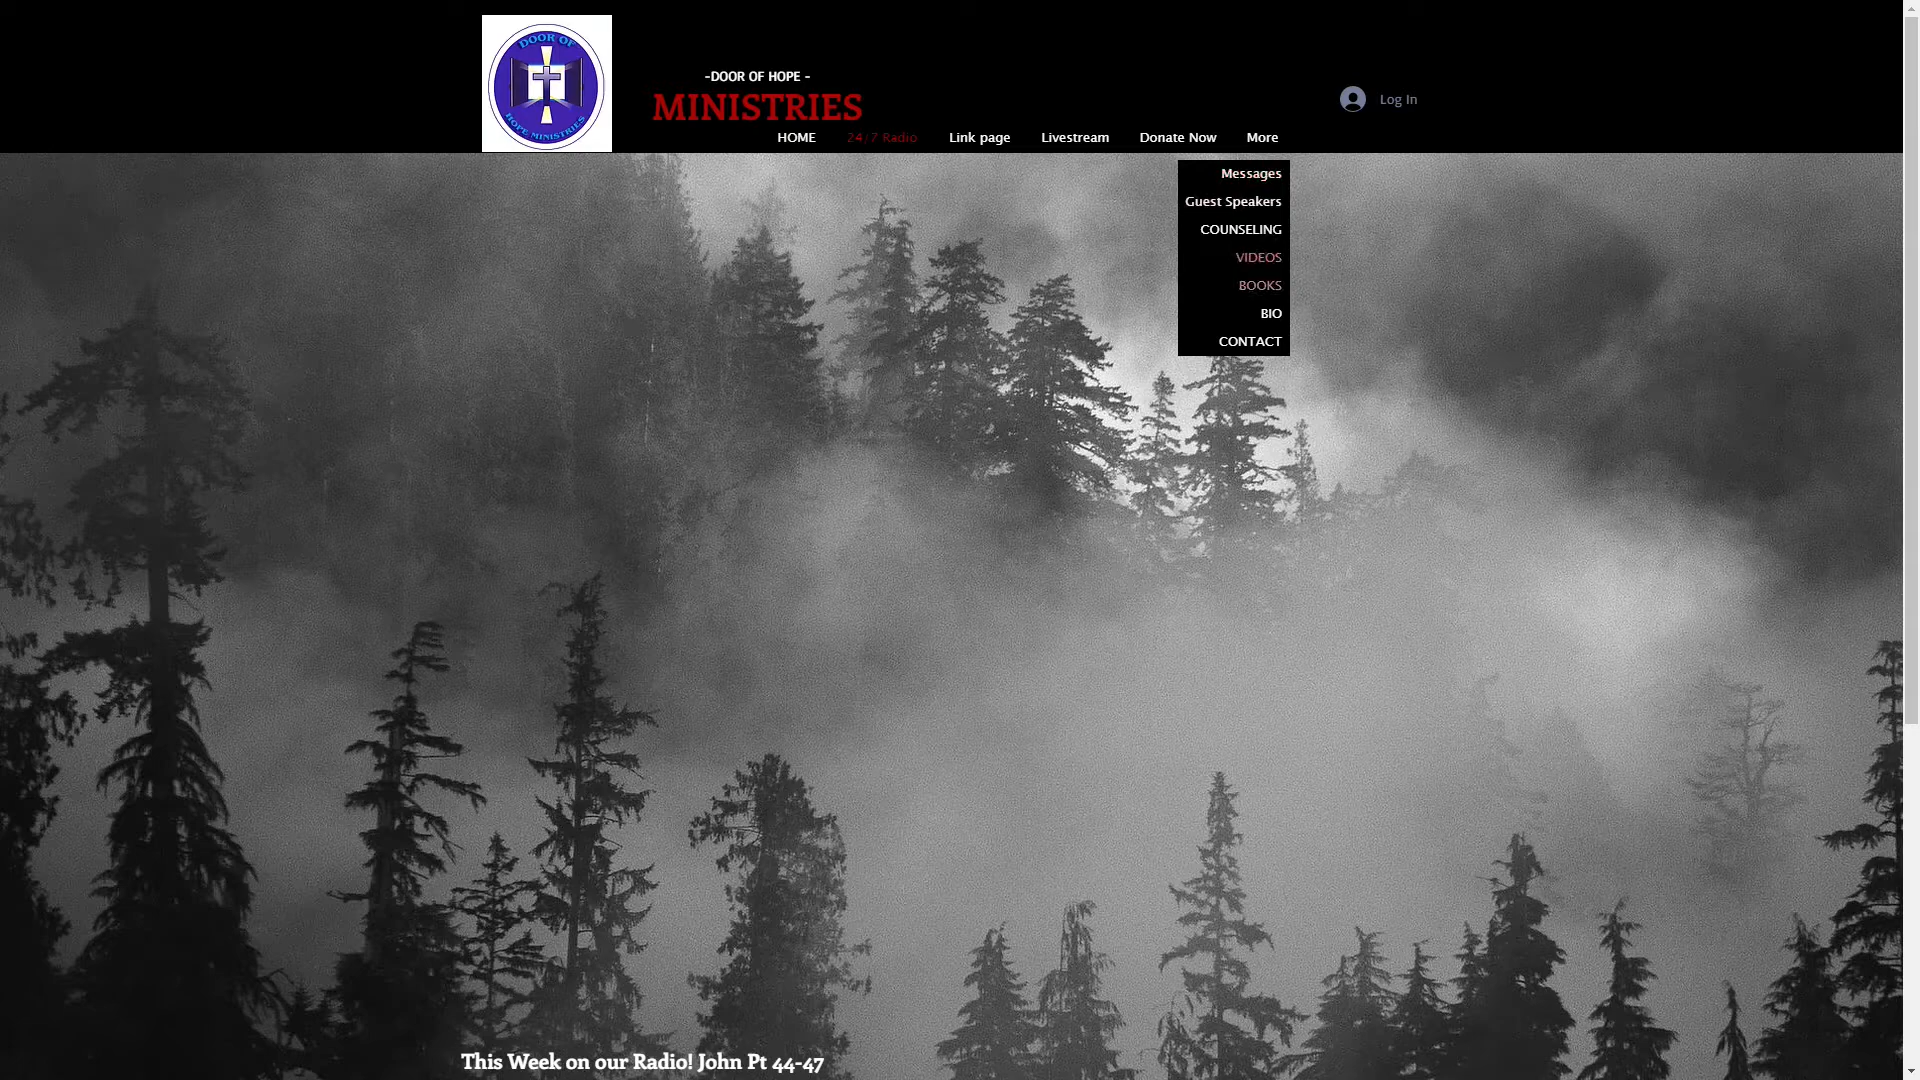 DOOR OF
HOPE MINISTRIES
-DOOR OF HOPE -
MINISTRIES
Log In
HOME 24/7 Radio Link page Livestream Donate Now More
Messages
Guest Speakers
COUNSELING
VIDEOS
BOOKS
BIO
CONTACT
This Week on our Radio! John Pt 44-47